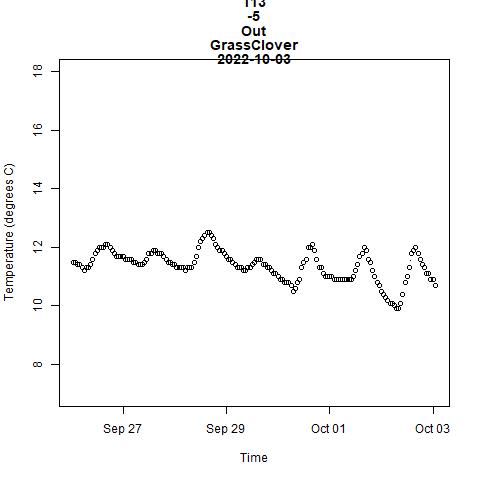 T13
-5
Out
GrassClover
2022-10-03
Temperature (degrees C)
18
16
14
12
10
8
Sep 27 Sep 29 Oct 01 Oct 03
Time